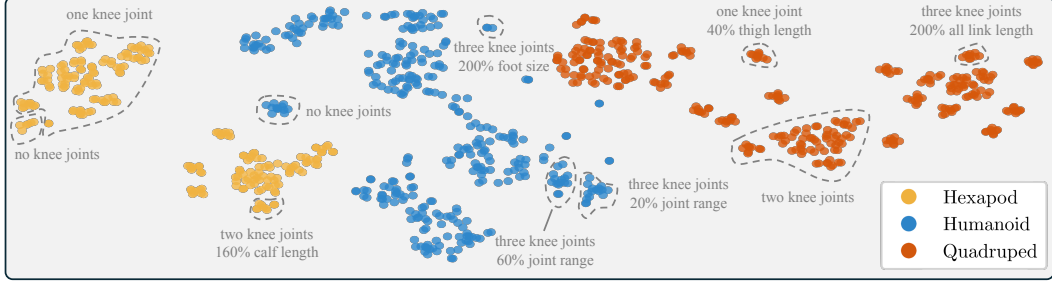 one knee joint
no knee joints
no knee joints
two knee joints
160% calf length
three knee joints
200% foot size
three knee joints
60% joint range
three knee joints
20% joint range
one knee joint
40% thigh length
two knee joints
three knee joints
200% all link length
Hexapod
Humanoid
Quadruped